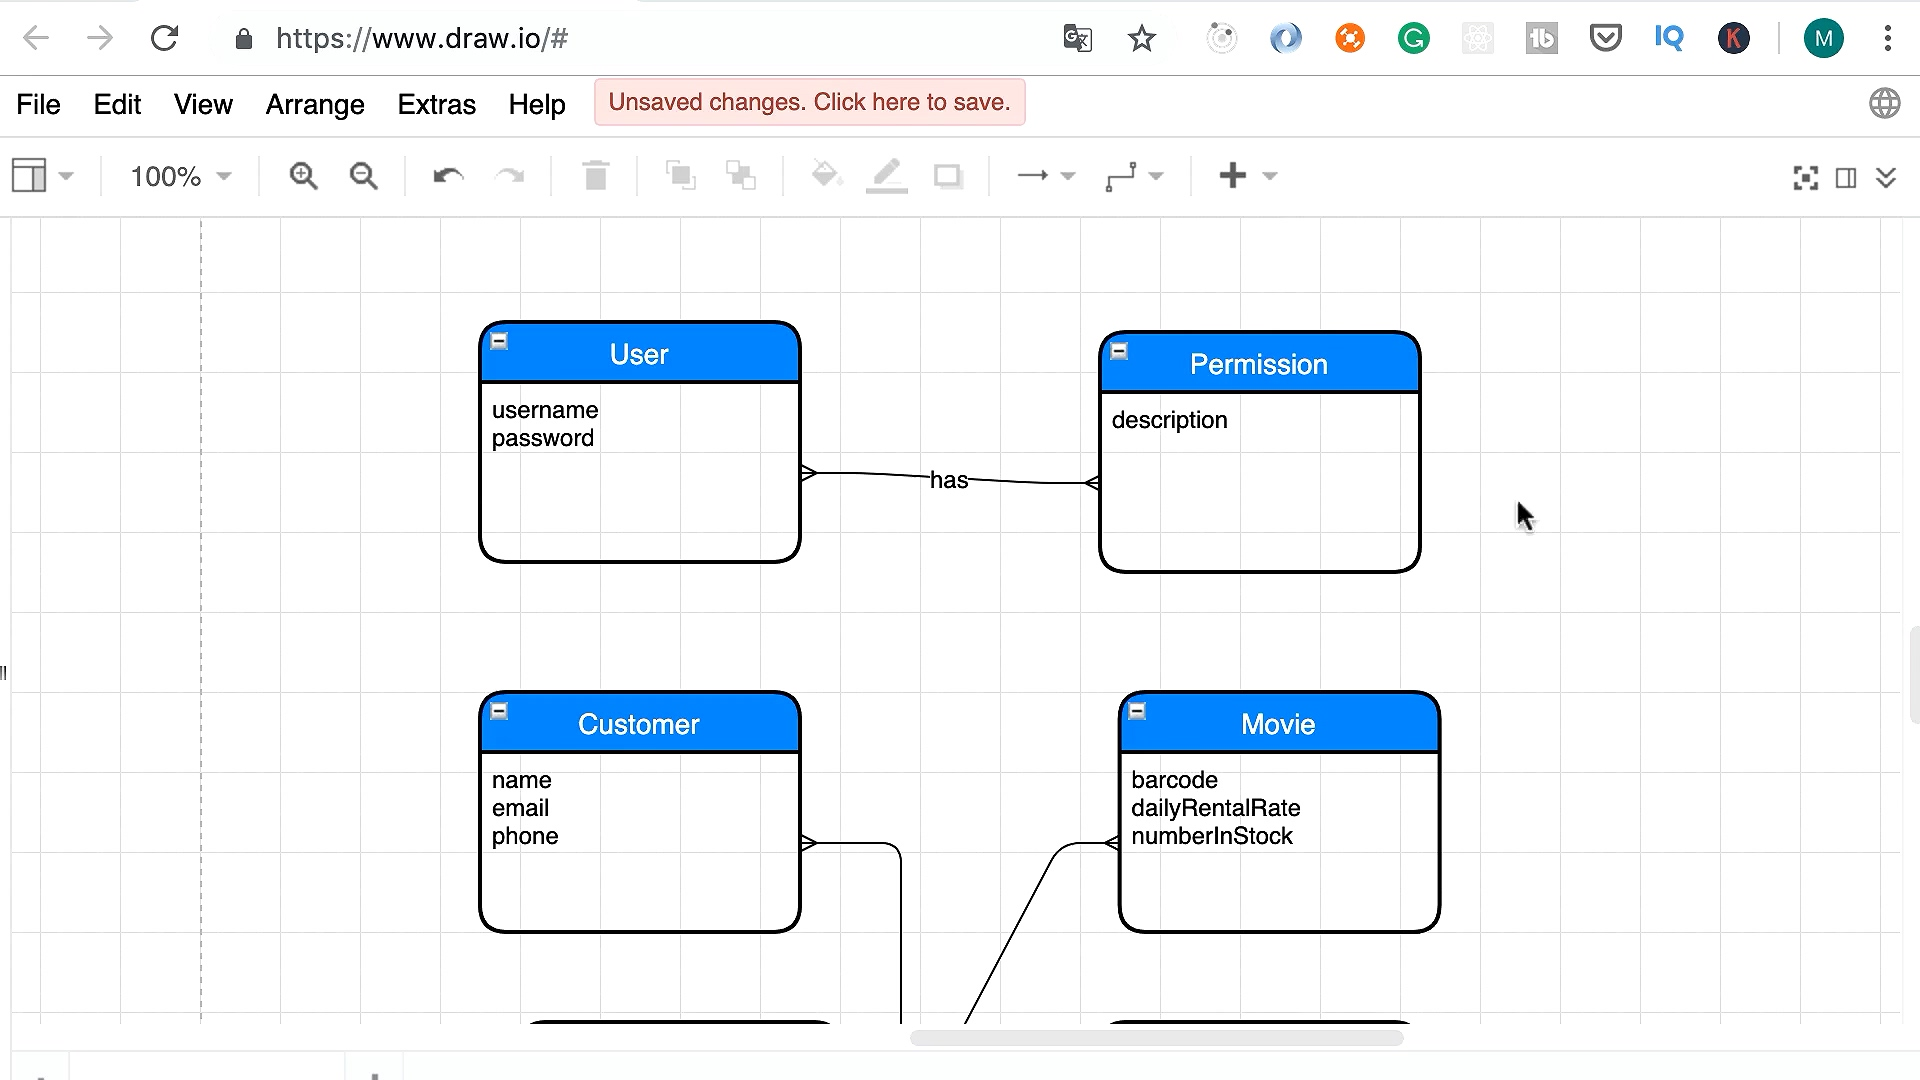 https://www.draw.io/#
M
File Edit View Arrange Extras Help Unsaved changes. Click here to save.
100%
User
username
password
has
Permission
description
Customer
name
email
phone
Movie
barcode
dailyRentalRate
numberInStock